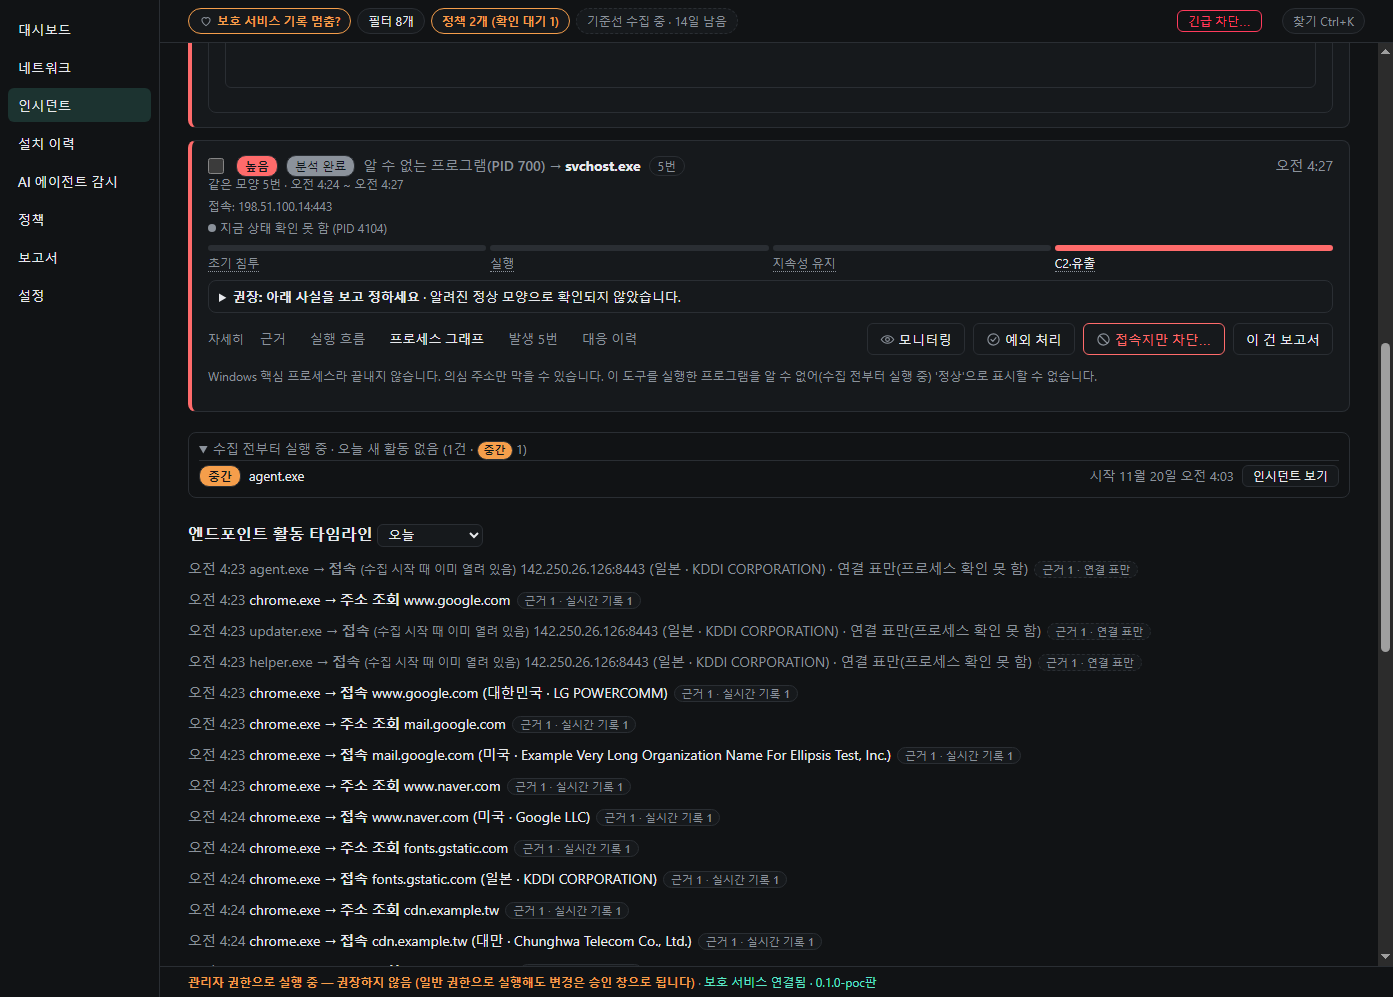 대시보드
네트워크
인시던트
설치 이력
AI 에이전트 감시
정책
보고서
설정
보호 서비스 기록 멈춤? 필터 8개 정책 2개 (확인 대기 1) 기준선 수집 중 · 14일 남음 긴급 차단... 찾기 Ctrl+K
높음 분석 완료 알 수 없는 프로그램(PID 700) → svchost.exe 5번 오전 4:27
같은 모양 5번 · 오전 4:24 ~ 오전 4:27
접속: 198.51.100.14:443
지금 상태 확인 못 함 (PID 4104)
초기 침투 실행 지속성 유지 C2·유출
▶ 권장: 아래 사실을 보고 정하세요 · 알려진 정상 모양으로 확인되지 않았습니다.
자세히 근거 실행 흐름 프로세스 그래프 발생 5번 대응 이력 모니터링 예외 처리 접속지만 차단... 이 건 보고서
Windows 핵심 프로세스라 끝내지 않습니다. 의심 주소만 막을 수 있습니다. 이 도구를 실행한 프로그램을 알 수 없어(수집 전부터 실행 중) '정상'으로 표시할 수 없습니다.
▼ 수집 전부터 실행 중 · 오늘 새 활동 없음 (1건 · 중간 1)
중간 agent.exe 시작 11월 20일 오전 4:03 인시던트 보기
엔드포인트 활동 타임라인 오늘
오전 4:23 agent.exe → 접속 (수집 시작 때 이미 열려 있음) 142.250.26.126:8443 (일본 · KDDI CORPORATION) · 연결 표만(프로세스 확인 못 함) 근거 1 · 연결 표만
오전 4:23 chrome.exe → 주소 조회 www.google.com 근거 1 · 실시간 기록 1
오전 4:23 updater.exe → 접속 (수집 시작 때 이미 열려 있음) 142.250.26.126:8443 (일본 · KDDI CORPORATION) · 연결 표만(프로세스 확인 못 함) 근거 1 · 연결 표만
오전 4:23 helper.exe → 접속 (수집 시작 때 이미 열려 있음) 142.250.26.126:8443 (일본 · KDDI CORPORATION) · 연결 표만(프로세스 확인 못 함) 근거 1 · 연결 표만
오전 4:23 chrome.exe → 접속 www.google.com (대한민국 · LG POWERCOMM) 근거 1 · 실시간 기록 1
오전 4:23 chrome.exe → 주소 조회 mail.google.com 근거 1 · 실시간 기록 1
오전 4:23 chrome.exe → 접속 mail.google.com (미국 · Example Very Long Organization Name For Ellipsis Test, Inc.) 근거 1 · 실시간 기록 1
오전 4:23 chrome.exe → 주소 조회 www.naver.com 근거 1 · 실시간 기록 1
오전 4:24 chrome.exe → 접속 www.naver.com (미국 · Google LLC) 근거 1 · 실시간 기록 1
오전 4:24 chrome.exe → 주소 조회 fonts.gstatic.com 근거 1 · 실시간 기록 1
오전 4:24 chrome.exe → 접속 fonts.gstatic.com (일본 · KDDI CORPORATION) 근거 1 · 실시간 기록 1
오전 4:24 chrome.exe → 주소 조회 cdn.example.tw 근거 1 · 실시간 기록 1
오전 4:24 chrome.exe → 접속 cdn.example.tw (대만 · Chunghwa Telecom Co., Ltd.) 근거 1 · 실시간 기록 1
관리자 권한으로 실행 중 — 권장하지 않음 (일반 권한으로 실행해도 변경은 승인 창으로 됩니다) · 보호 서비스 연결됨 · 0.1.0-poc판